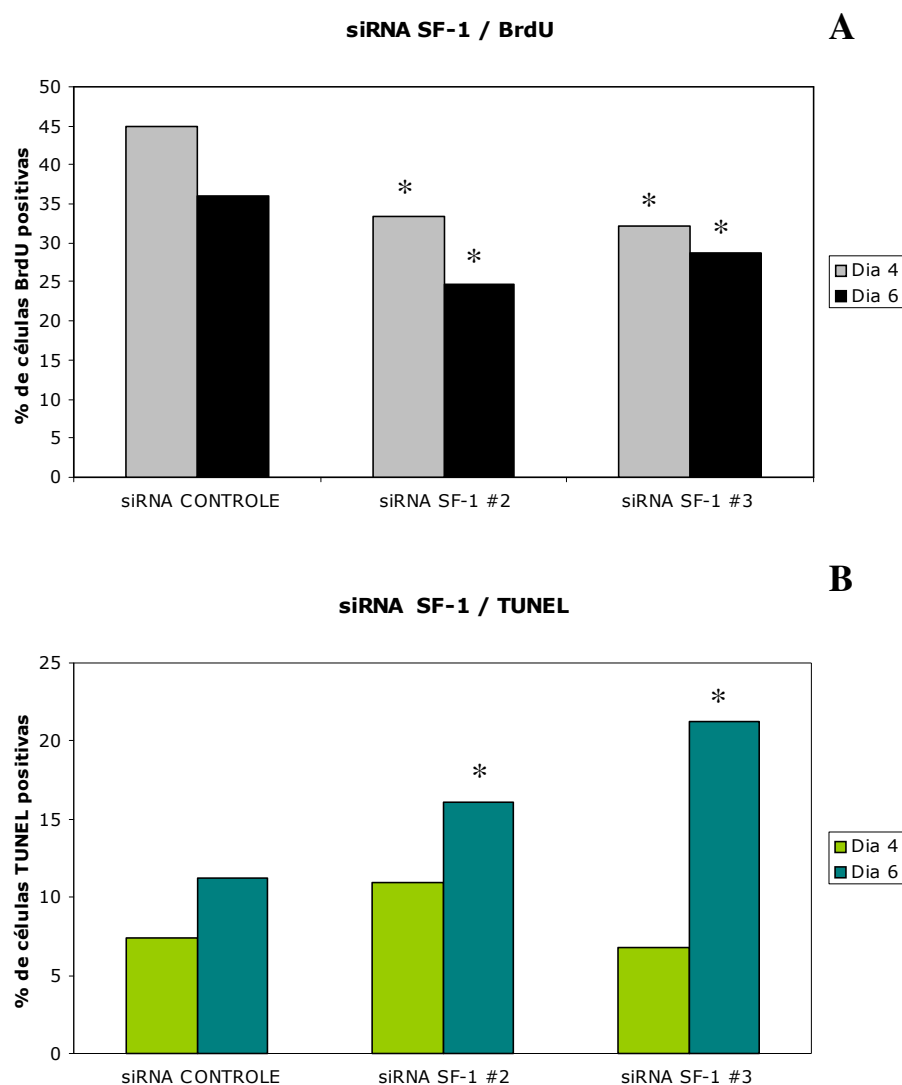 siRNA SF-1 / BrdU
A
% de células BrdU positivas
50
45
40
35
30
25
20
15
10
5
0
*
*
*
*
siRNA CONTROLE
siRNA SF-1 #2
siRNA SF-1 #3
Dia 4
Dia 6
B
siRNA SF-1 / TUNEL
% de células TUNEL positivas
25
20
15
10
5
0
*
*
siRNA CONTROLE
siRNA SF-1 #2
siRNA SF-1 #3
Dia 4
Dia 6